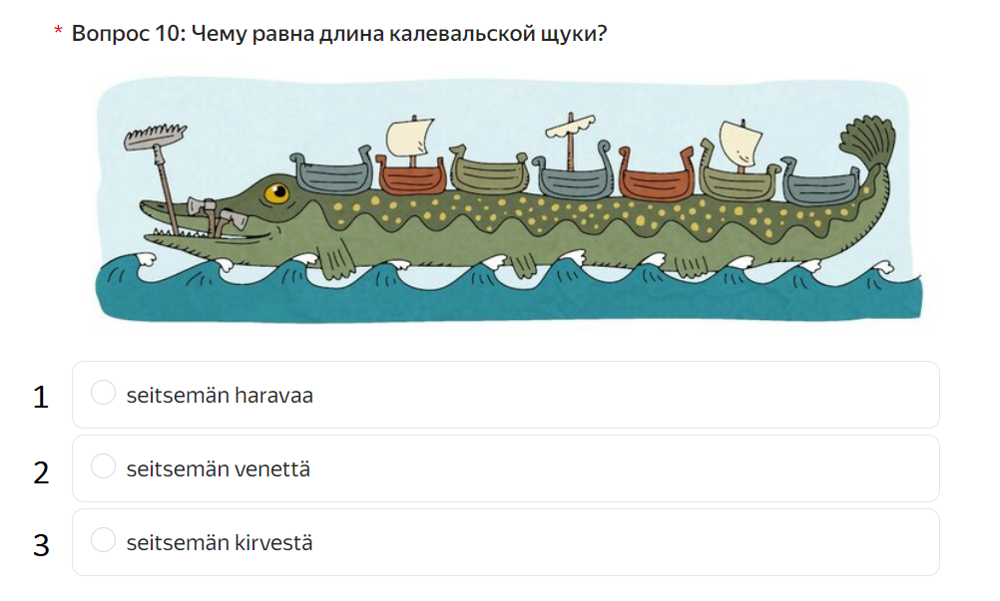 * Вопрос 10: Чему равна длина калевальской щуки?
1 seitsemän haravaa
2 seitsemän venettä
3 seitsemän kirvestä